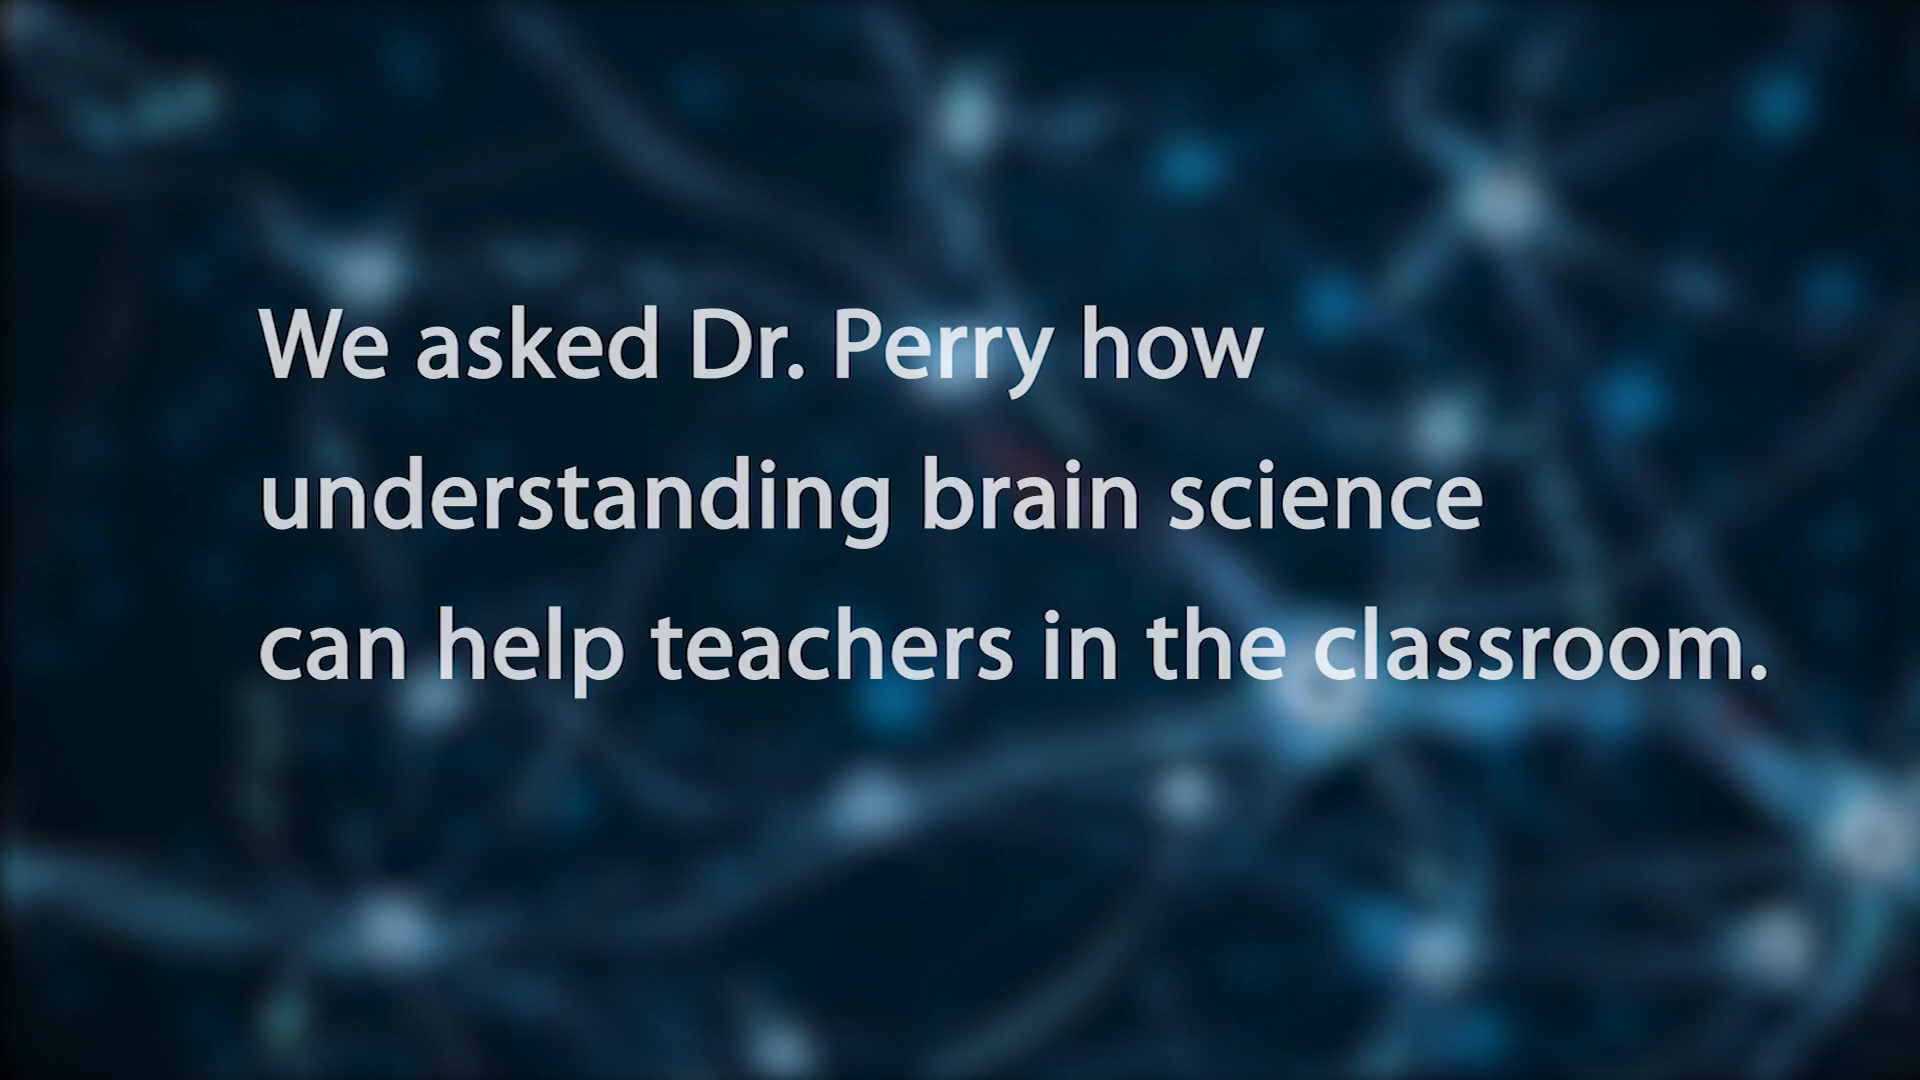 We asked Dr. Perry how
understanding brain science
can help teachers in the classroom.